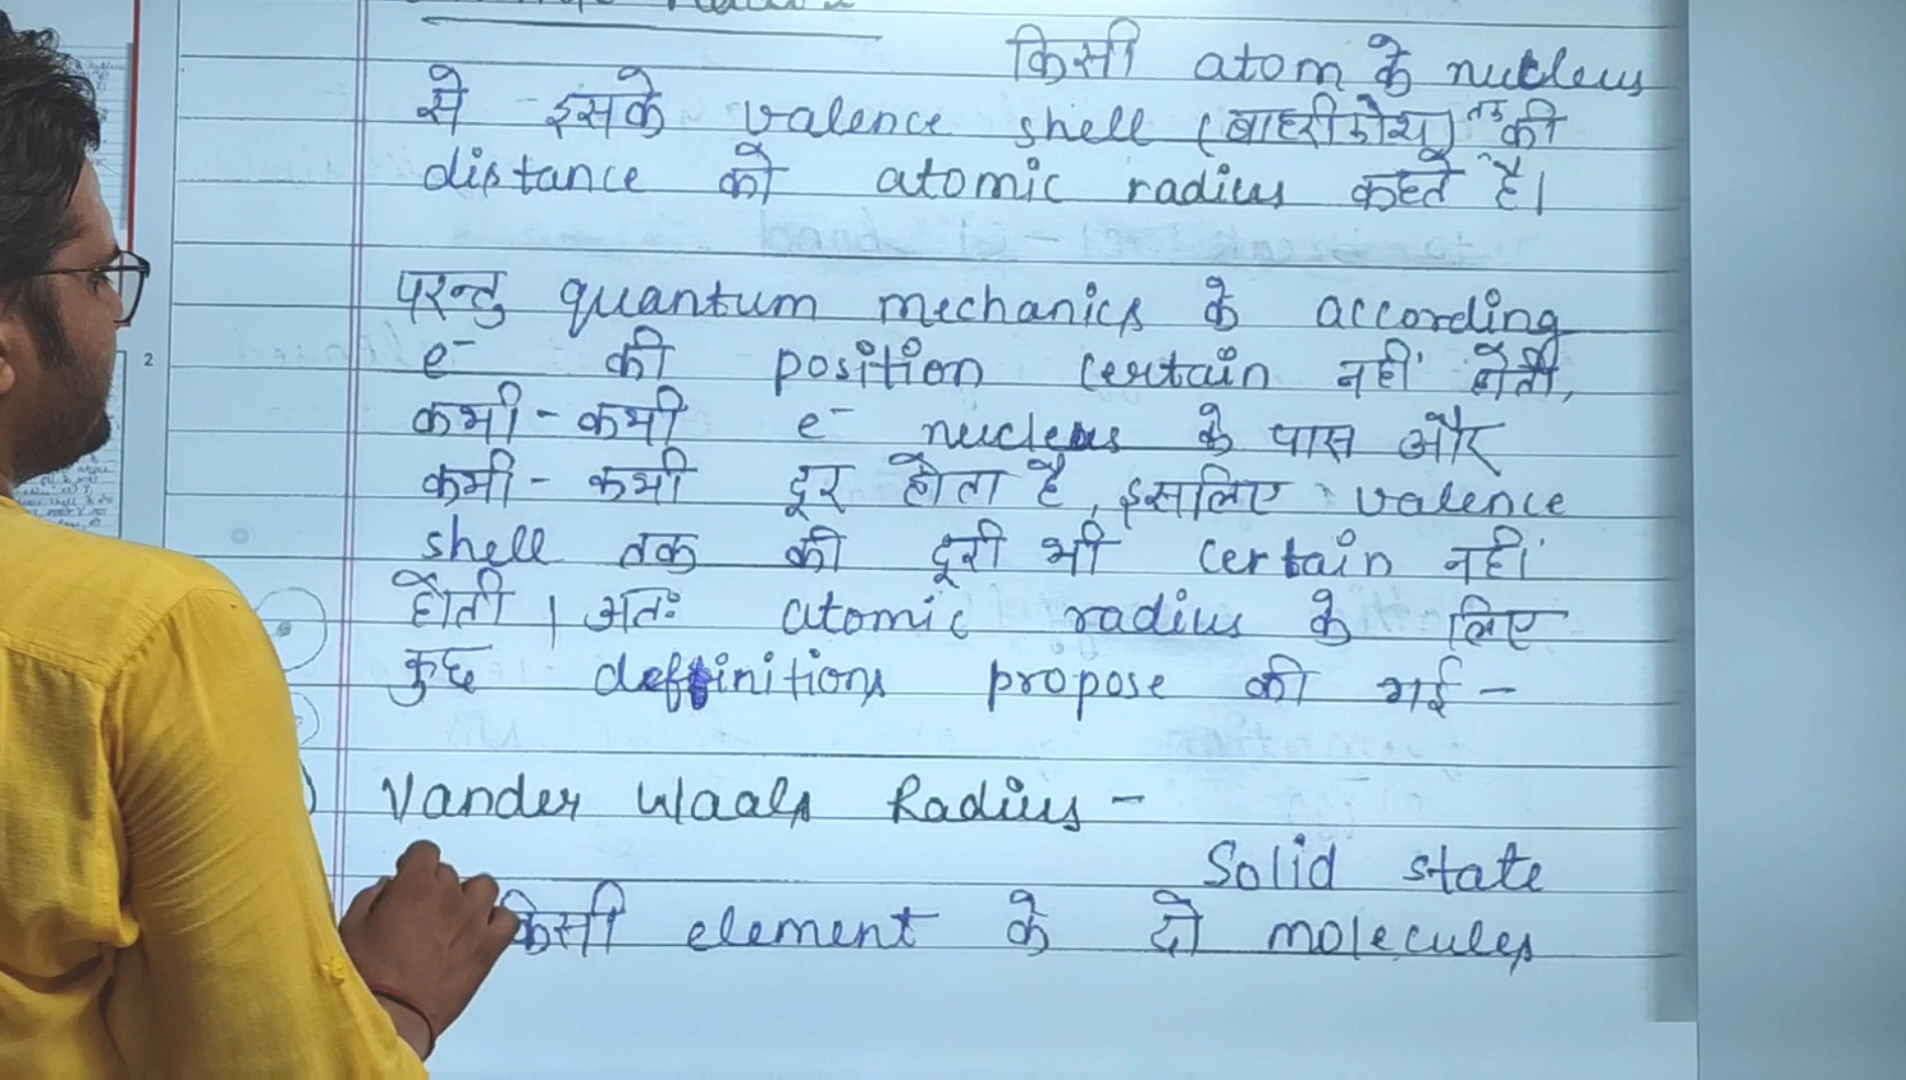 किसी atom के nucleus
से इसके valence shell (बाहरी कोश) तक की
distance को atomic radius कहते है।
परन्तु quantum mechanics के according
e⁻ की position certain नहीं होती,
कभी-कभी e⁻ nucleus के पास और
कभी-कभी दूर होता है, इसलिए valence
shell तक की दूरी भी certain नहीं
होती। अतः atomic radius के लिए
कुछ definitions propose की गई -
Vander Waals Radius -
Solid state
किसी element के दो molecules
2